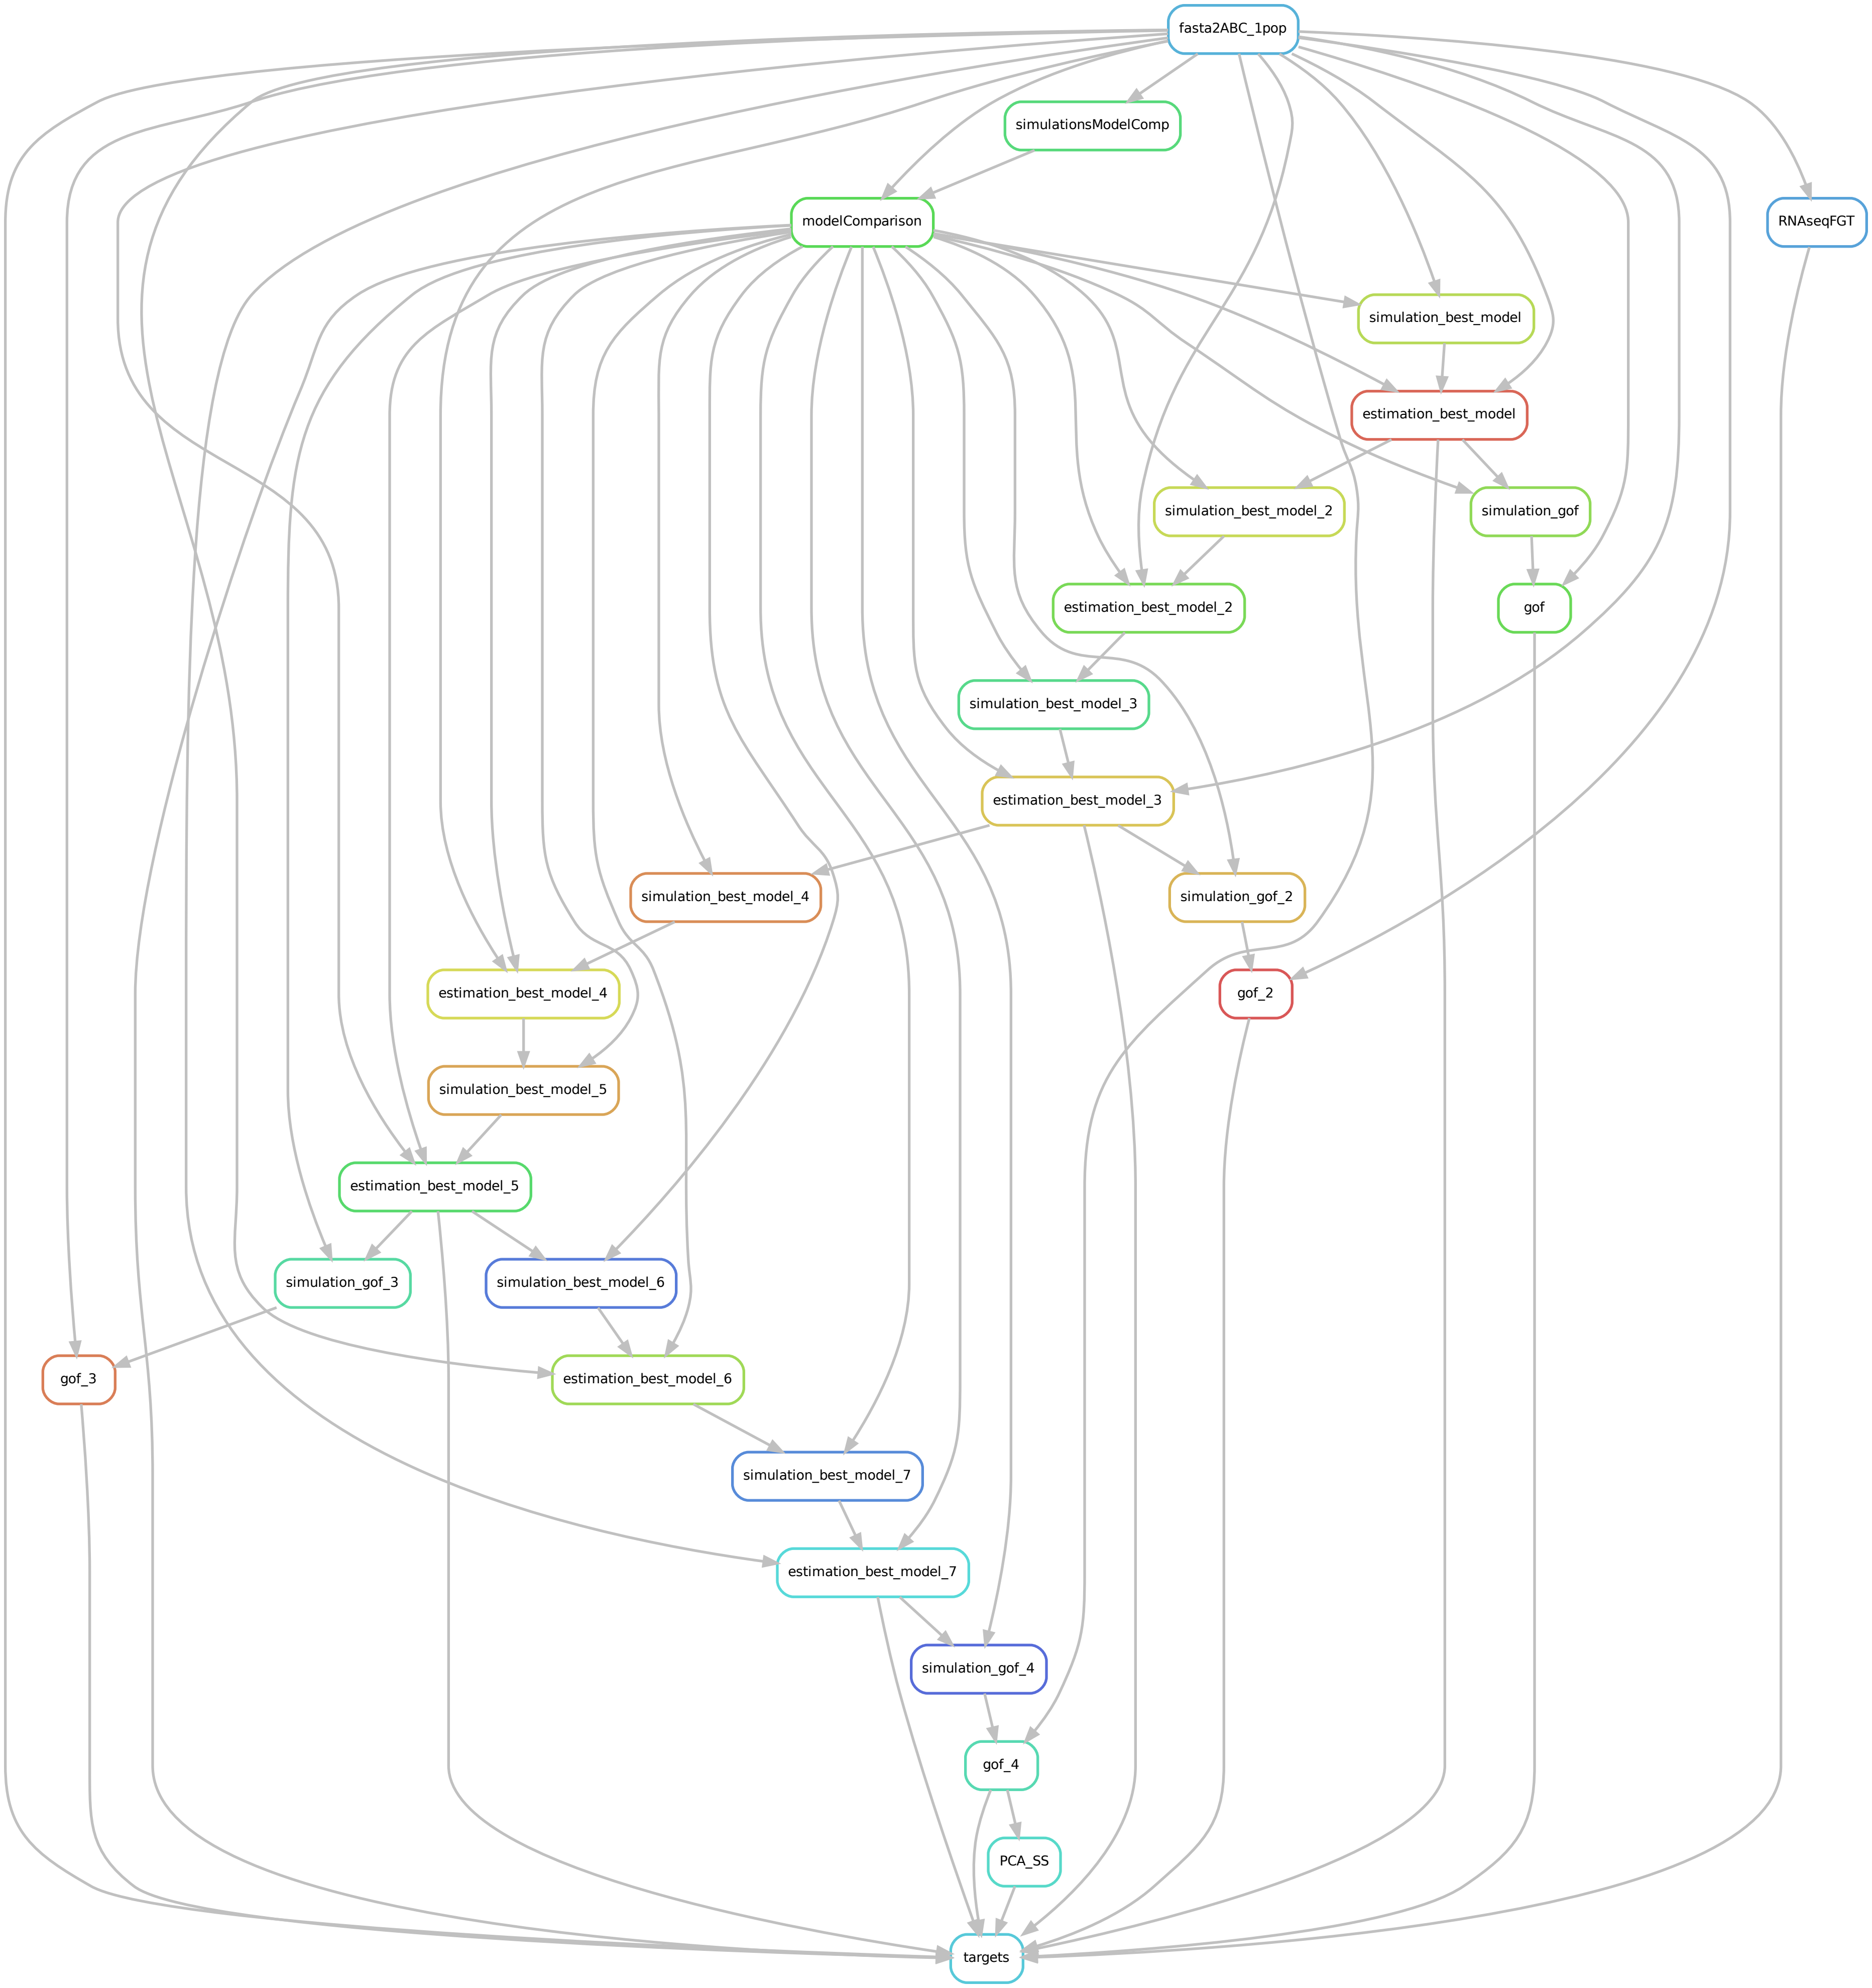 fasta2ABC_1pop
simulationsModelComp
modelComparison
RNAseqFGT
simulation_best_model
estimation_best_model
simulation_best_model_2
simulation_gof
estimation_best_model_2
gof
simulation_best_model_3
estimation_best_model_3
simulation_best_model_4
simulation_gof_2
estimation_best_model_4
gof_2
simulation_best_model_5
estimation_best_model_5
simulation_gof_3
simulation_best_model_6
gof_3
estimation_best_model_6
simulation_best_model_7
estimation_best_model_7
simulation_gof_4
gof_4
PCA_SS
targets